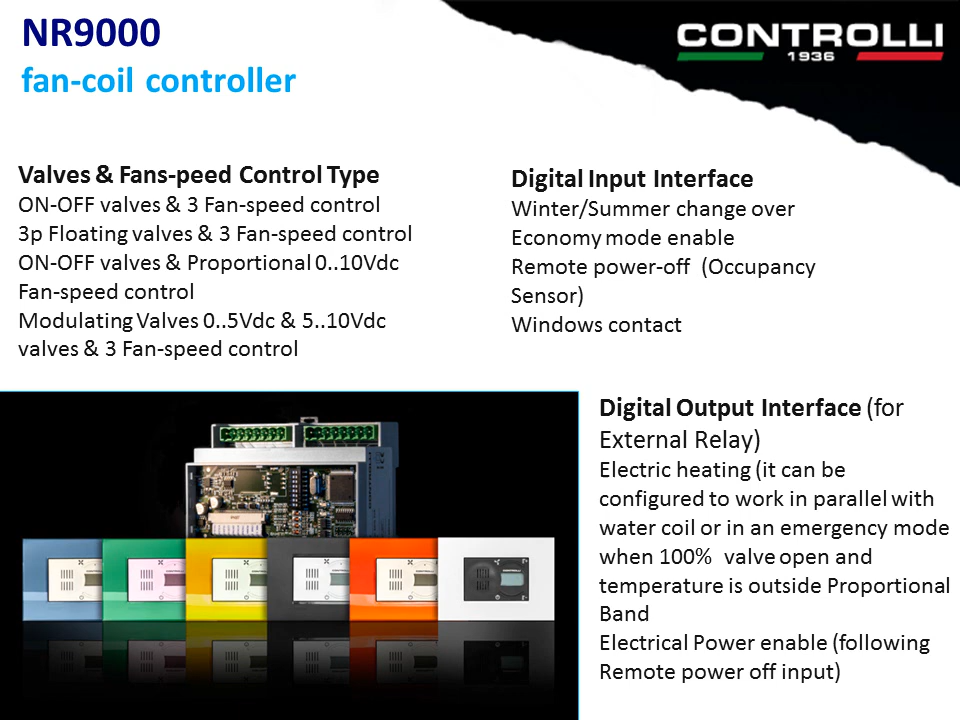 NR9000
fan-coil controller
CONTROLLI
1936
Valves & Fans-peed Control Type
ON-OFF valves & 3 Fan-speed control
3p Floating valves & 3 Fan-speed control
ON-OFF valves & Proportional 0..10Vdc
Fan-speed control
Modulating Valves 0..5Vdc & 5..10Vdc
valves & 3 Fan-speed control
Digital Input Interface
Winter/Summer change over
Economy mode enable
Remote power-off (Occupancy
Sensor)
Windows contact
Digital Output Interface (for
External Relay)
Electric heating (it can be
configured to work in parallel with
water coil or in an emergency mode
when 100% valve open and
temperature is outside Proportional
Band
Electrical Power enable (following
Remote power off input)